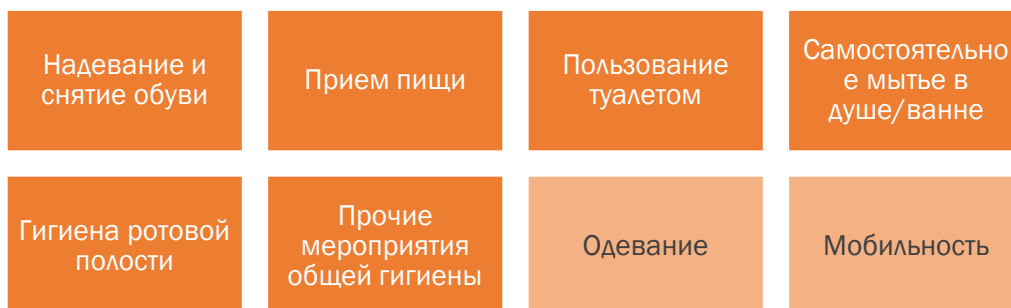 Надевание и
снятие обуви
Прием пищи
Пользование
туалетом
Самостоятельно
е мытье в
душе/ванне
Гигиена ротовой
полости
Прочие
мероприятия
общей гигиены
Одевание
Мобильность